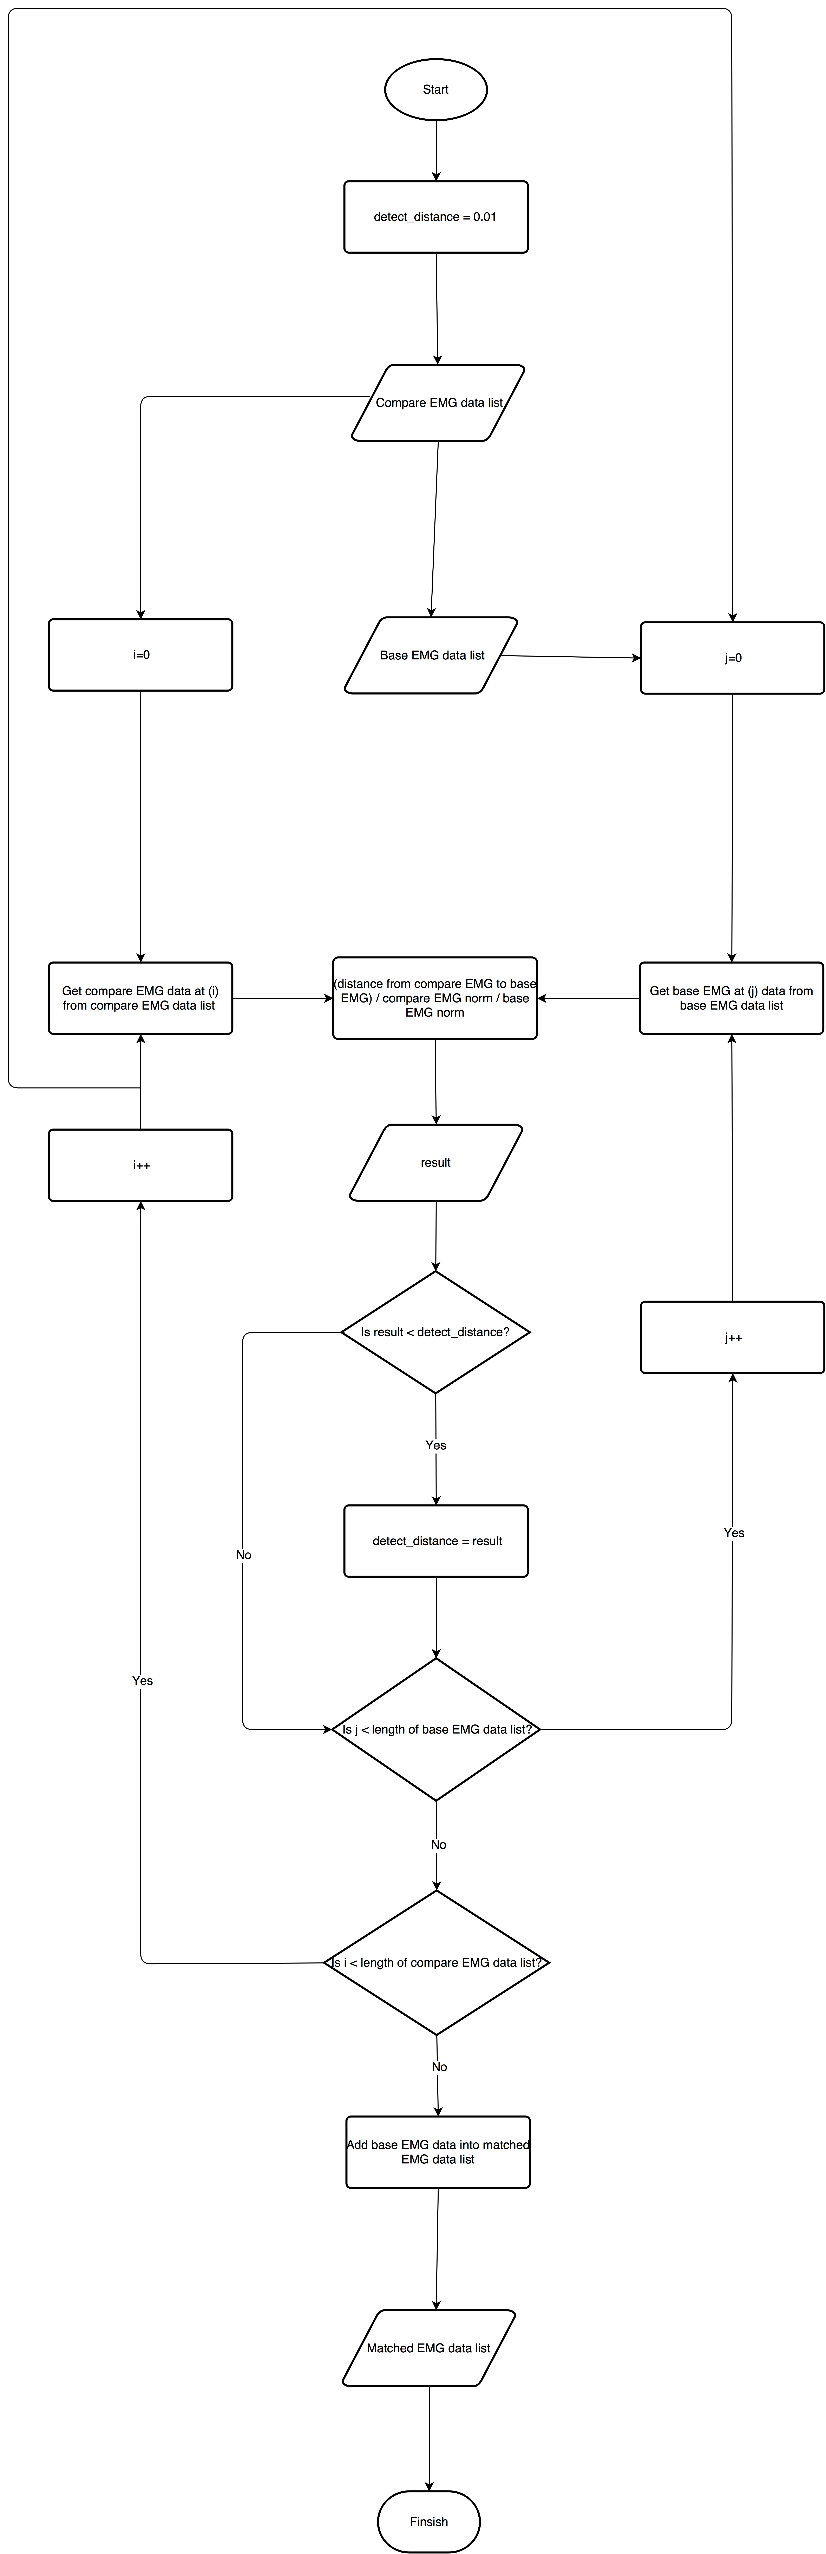 Start
detect_distance = 0.01
Compare EMG data list
i=0
Base EMG data list
j=0
Get compare EMG data at (i)
from compare EMG data list
(distance from compare EMG to base
EMG) / compare EMG norm / base
EMG norm
Get base EMG at (j) data from
base EMG data list
i++
result
Is result < detect_distance?
j++
Yes
Yes
detect_distance = result
No
Yes
Is j < length of base EMG data list?
No
Is i < length of compare EMG data list?
No
Add base EMG data into matched
EMG data list
Matched EMG data list
Finsish